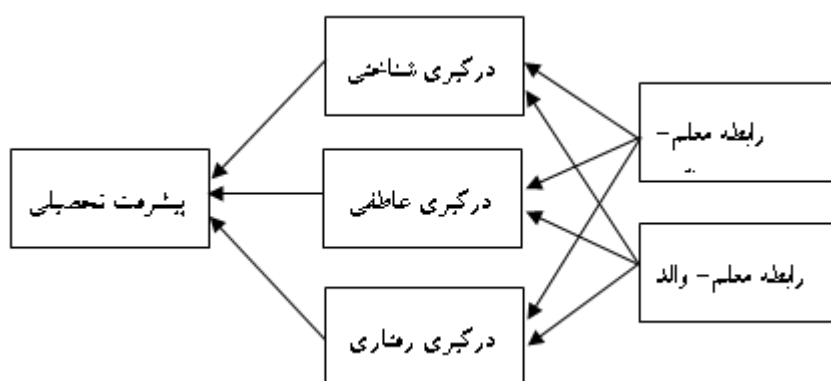 درگیری شناختی
رابطه معلم-
درگیری عاطفی
پیشرفت تحصیلی
رابطه معلم- والد
درگیری رفتاری